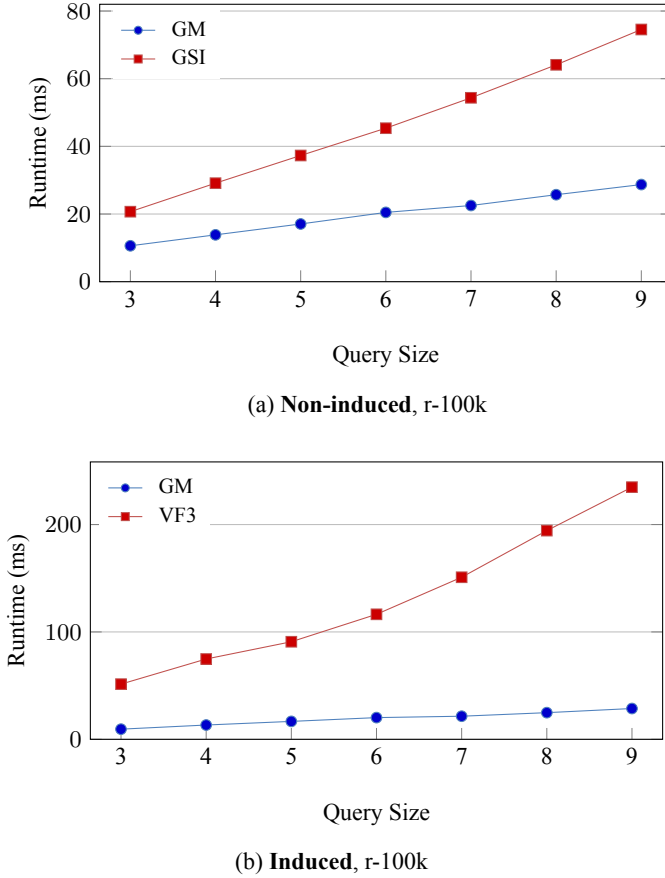 80
60
40
20
0
Runtime (ms)
GM
GSI
3 4 5 6 7 8 9
Query Size
(a) Non-induced, r-100k
200
100
0
Runtime (ms)
GM
VF3
3 4 5 6 7 8 9
Query Size
(b) Induced, r-100k